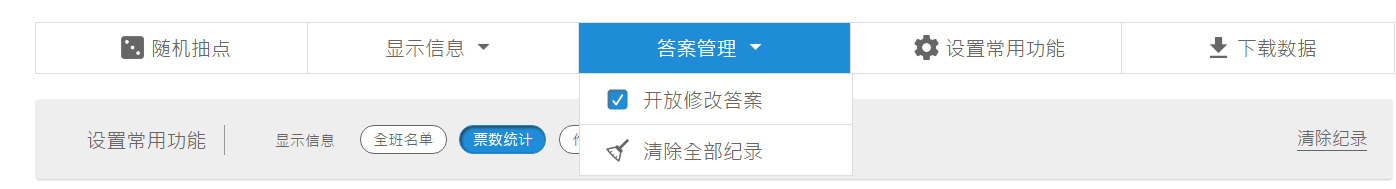 随机抽点 显示信息 答案管理 设置常用功能 下载数据
开放修改答案
设置常用功能 显示信息 全班名单 票数统计 清除纪录
清除全部纪录